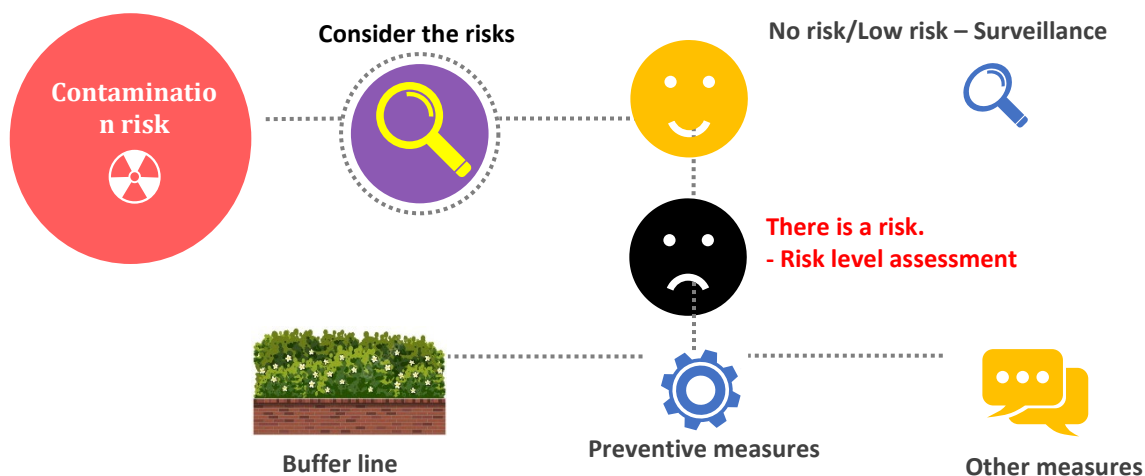 Contaminatio
n risk
Consider the risks
No risk/Low risk – Surveillance
There is a risk.
- Risk level assessment
Buffer line
Preventive measures
Other measures